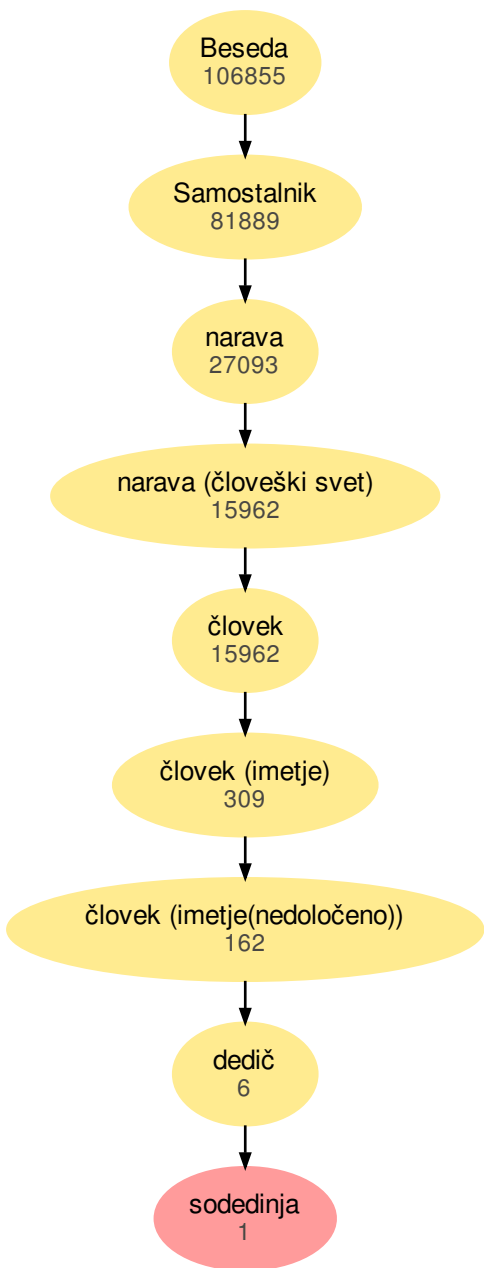 Beseda
106855
Samostalnik
81889
narava
27093
narava (človeški svet)
15962
človek
15962
človek (imetje)
309
človek (imetje(nedoločeno))
162
dedič
6
sodedinja
1